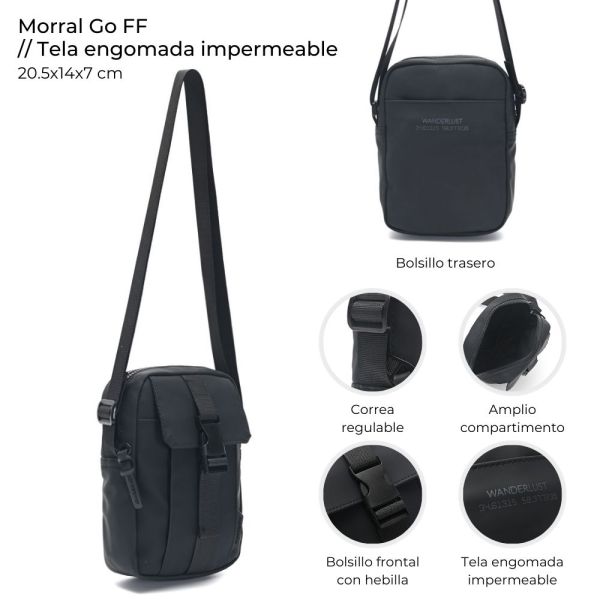 Morral Go FF
// Tela engomada impermeable
20.5x14x7 cm
WANDERLUST
Bolsillo trasero
Correa
regulable
Amplio
compartimento
WANDERLUST
Bolsillo frontal
con hebilla
Tela engomada
impermeable